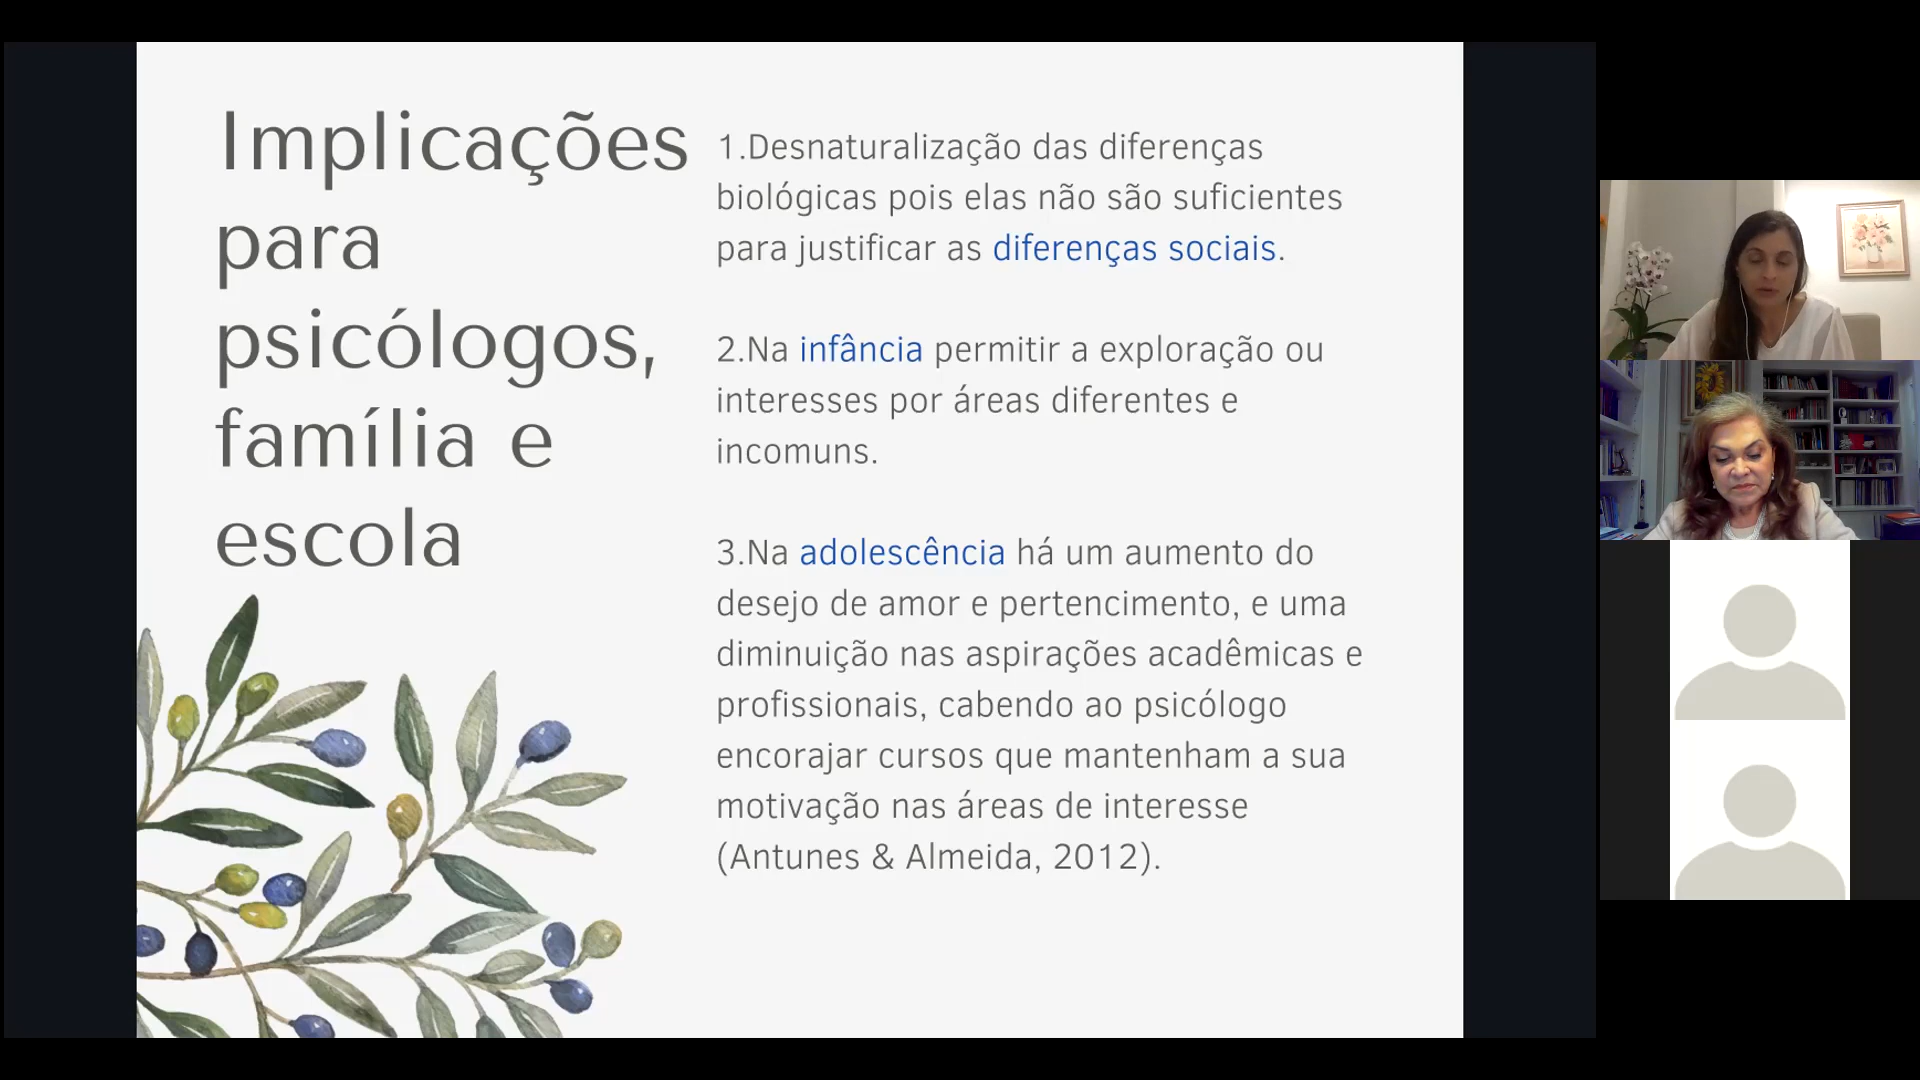 Implicações
para
psicólogos,
família e
escola
1.Desnaturalização das diferenças
biológicas pois elas não são suficientes
para justificar as diferenças sociais.
2.Na infância permitir a exploração ou
interesses por áreas diferentes e
incomuns.
3.Na adolescência há um aumento do
desejo de amor e pertencimento, e uma
diminuição nas aspirações acadêmicas e
profissionais, cabendo ao psicólogo
encorajar cursos que mantenham a sua
motivação nas áreas de interesse
(Antunes & Almeida, 2012).